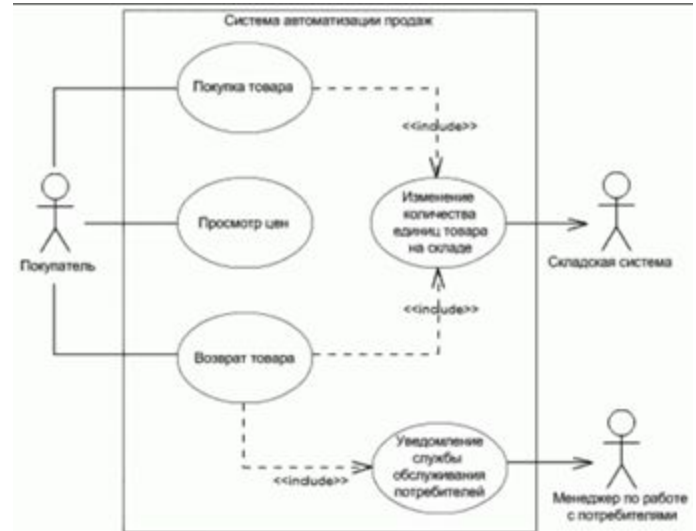 Система автоматизации продаж
Покупка товара
<<include>>
Изменение
количества
единиц товара
на складе
Просмотр цен
Покупатель
Складская система
<<include>>
Возврат товара
Уведомление
службы
обслуживания
потребителей
<<include>>
Менеджер по работе
с потребителями